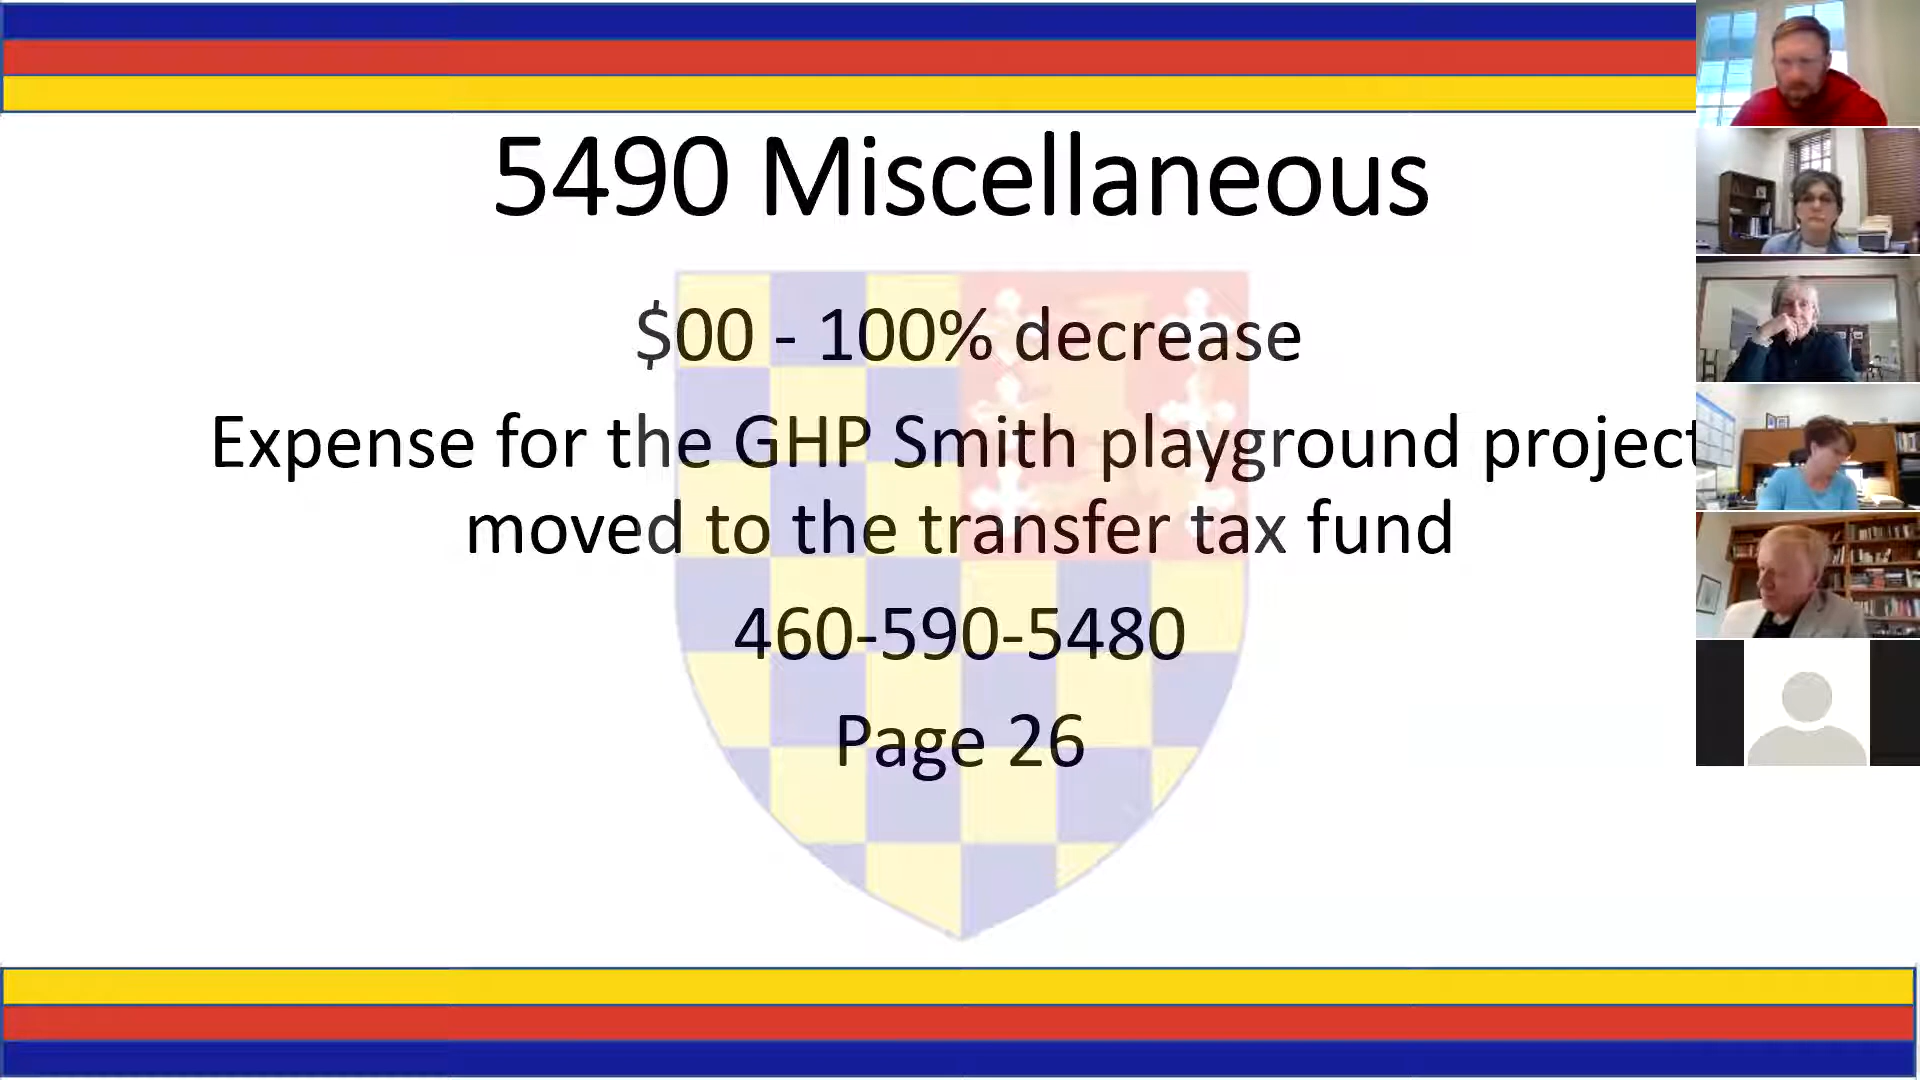 5490 Miscellaneous
$00 - 100% decrease
Expense for the GHP Smith playground project
moved to the transfer tax fund
460-590-5480
Page 26